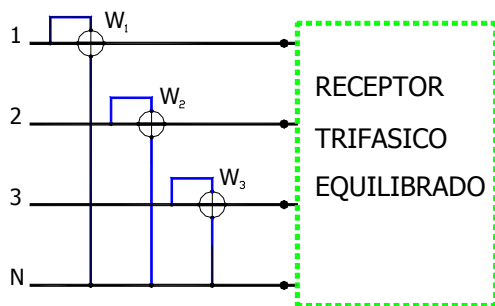 1
W1
2
W2
3
W3
N
RECEPTOR
TRIFASICO
EQUILIBRADO